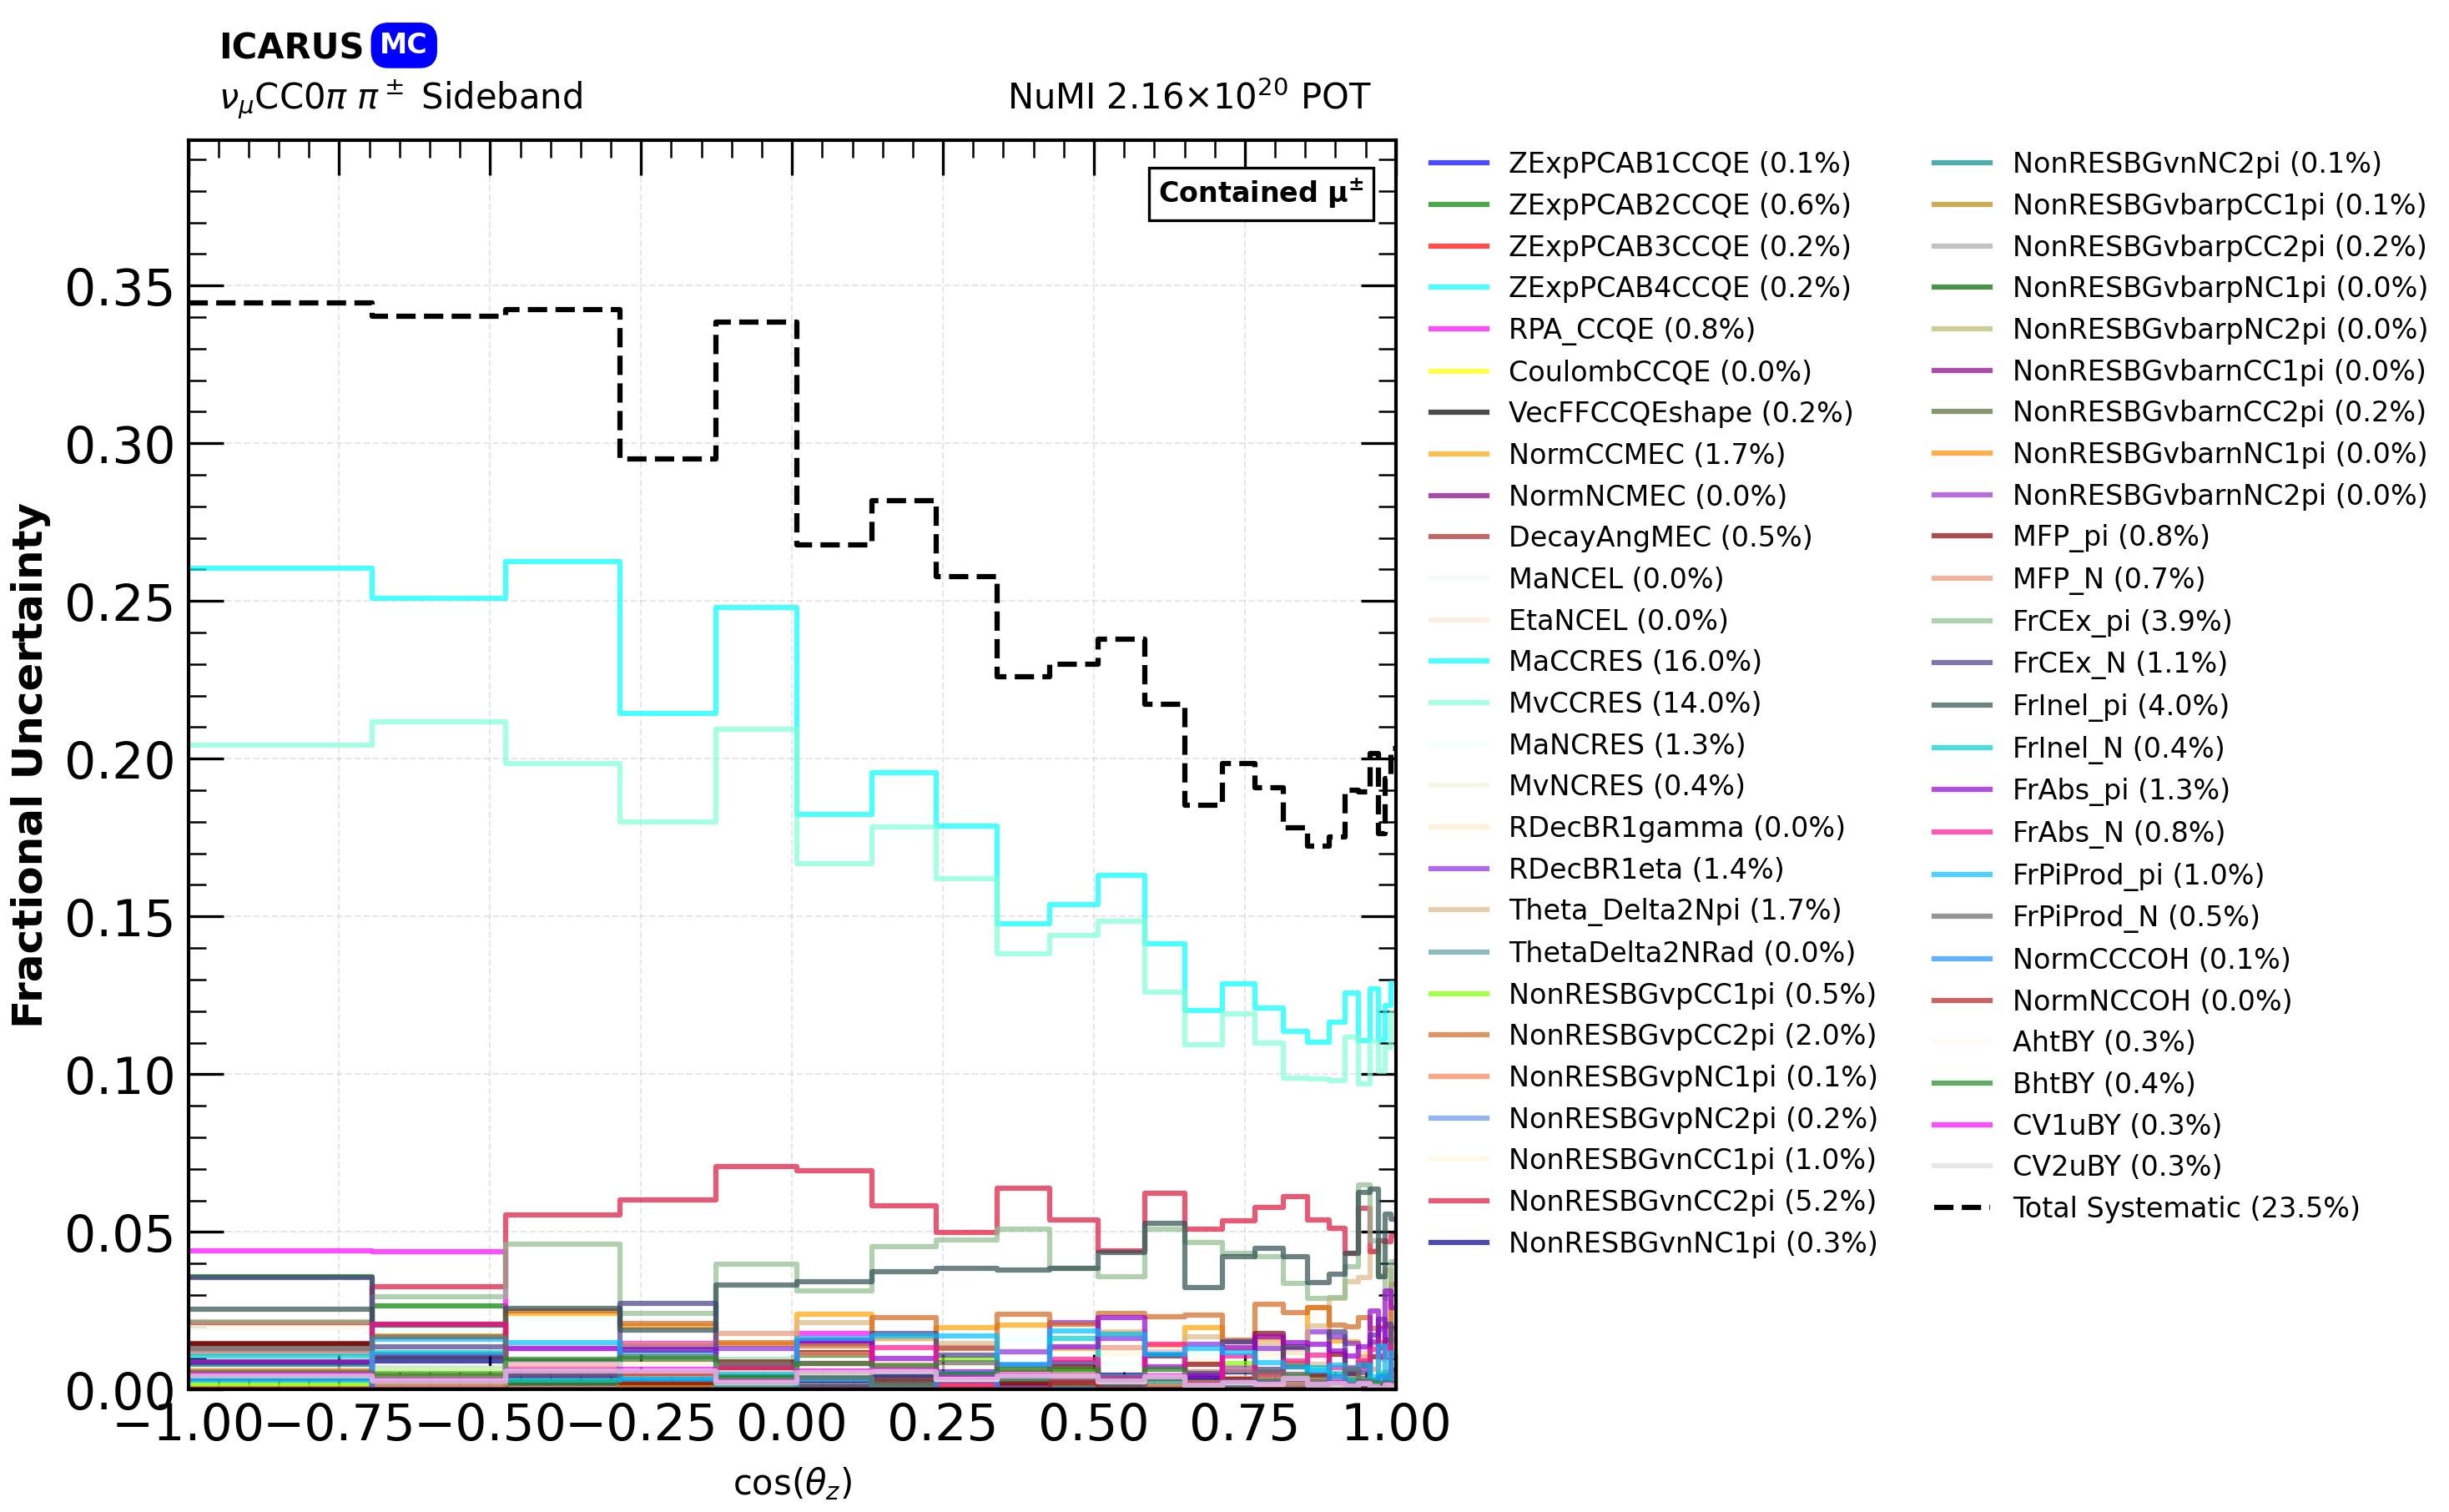 ICARUS MC
νμCC0π π± Sideband
NuMI 2.16×10²⁰ POT
Contained μ±
Fractional Uncertainty
0.35
0.30
0.25
0.20
0.15
0.10
0.05
0.00
−1.00 −0.75 −0.50 −0.25 0.00 0.25 0.50 0.75 1.00
cos(θz)
ZExpPCAB1CCQE (0.1%)
ZExpPCAB2CCQE (0.6%)
ZExpPCAB3CCQE (0.2%)
ZExpPCAB4CCQE (0.2%)
RPA_CCQE (0.8%)
CoulombCCQE (0.0%)
VecFFCCQEshape (0.2%)
NormCCMEC (1.7%)
NormNCMEC (0.0%)
DecayAngMEC (0.5%)
MaNCEL (0.0%)
EtaNCEL (0.0%)
MaCCRES (16.0%)
MvCCRES (14.0%)
MaNCRES (1.3%)
MvNCRES (0.4%)
RDecBR1gamma (0.0%)
RDecBR1eta (1.4%)
Theta_Delta2Npi (1.7%)
ThetaDelta2NRad (0.0%)
NonRESBGvpCC1pi (0.5%)
NonRESBGvpCC2pi (2.0%)
NonRESBGvpNC1pi (0.1%)
NonRESBGvpNC2pi (0.2%)
NonRESBGvnCC1pi (1.0%)
NonRESBGvnCC2pi (5.2%)
NonRESBGvnNC1pi (0.3%)
NonRESBGvnNC2pi (0.1%)
NonRESBGvbarpCC1pi (0.1%)
NonRESBGvbarpCC2pi (0.2%)
NonRESBGvbarpNC1pi (0.0%)
NonRESBGvbarpNC2pi (0.0%)
NonRESBGvbarnCC1pi (0.0%)
NonRESBGvbarnCC2pi (0.2%)
NonRESBGvbarnNC1pi (0.0%)
NonRESBGvbarnNC2pi (0.0%)
MFP_pi (0.8%)
MFP_N (0.7%)
FrCEx_pi (3.9%)
FrCEx_N (1.1%)
FrInel_pi (4.0%)
FrInel_N (0.4%)
FrAbs_pi (1.3%)
FrAbs_N (0.8%)
FrPiProd_pi (1.0%)
FrPiProd_N (0.5%)
NormCCCOH (0.1%)
NormNCCOH (0.0%)
AhtBY (0.3%)
BhtBY (0.4%)
CV1uBY (0.3%)
CV2uBY (0.3%)
Total Systematic (23.5%)